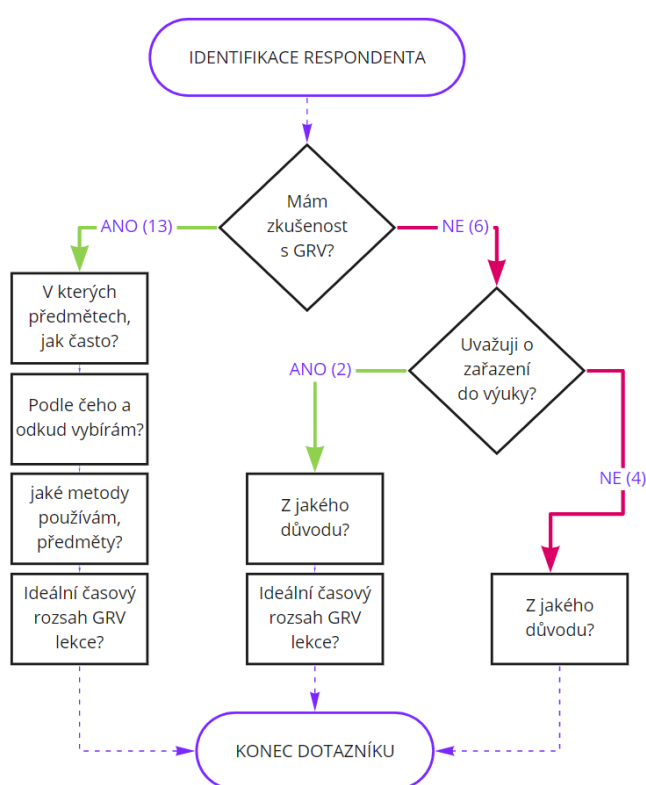 IDENTIFIKACE RESPONDENTA
Mám
zkušenost
s GRV?
ANO (13)
NE (6)
V kterých
předmětech,
jak často?
Podle čeho a
odkud vybírám?
jaké metody
používám,
předměty?
Ideální časový
rozsah GRV
lekce?
Uvažuji o
zařazení
do výuky?
ANO (2)
NE (4)
Z jakého
důvodu?
Ideální časový
rozsah GRV
lekce?
Z jakého
důvodu?
KONEC DOTAZNÍKU